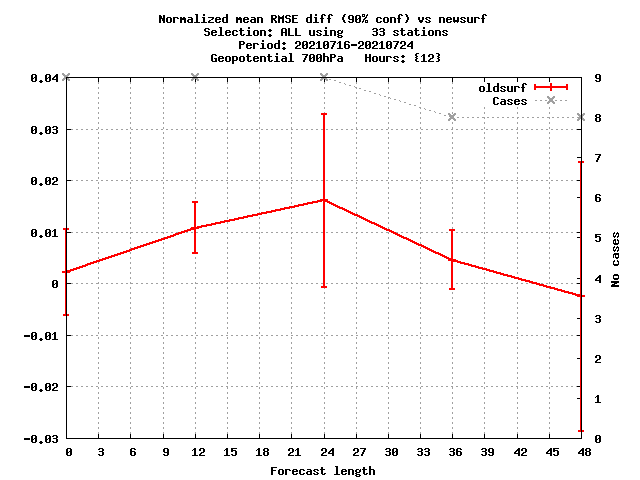 Normalized mean RMSE diff (90% conf) vs newsurf
Selection: ALL using    33 stations
Period: 20210716-20210724
Geopotential 700hPa   Hours: {12}
oldsurf
Cases
0.04
0.03
0.02
0.01
0
-0.01
-0.02
-0.03
9
8
7
6
5
4
3
2
1
0
No cases
0 3 6 9 12 15 18 21 24 27 30 33 36 39 42 45 48
Forecast length